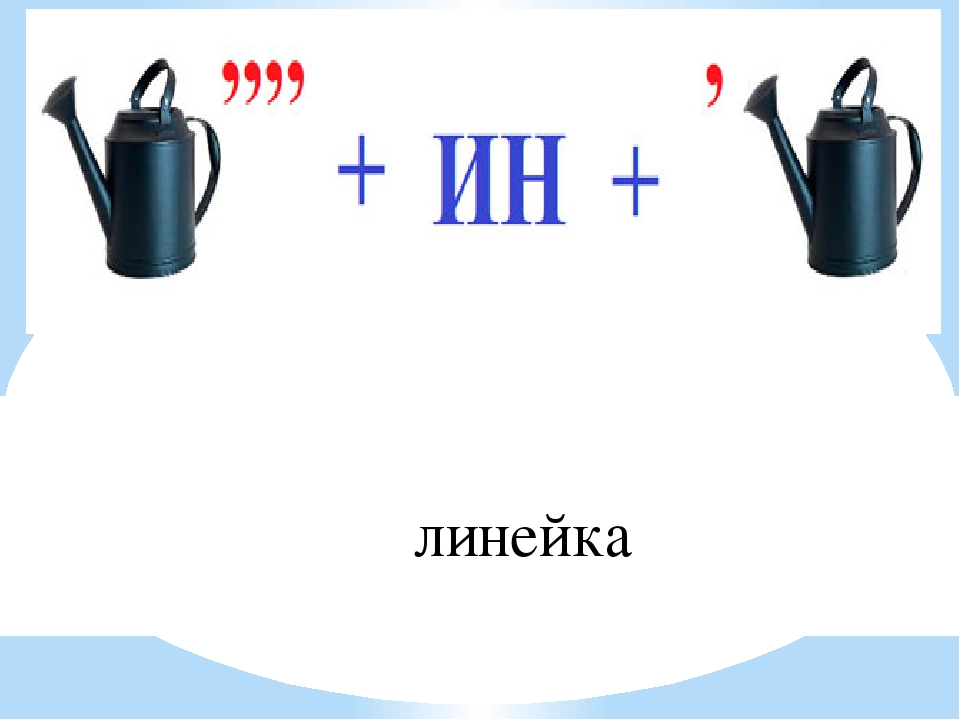 ,,,, + ИН + ,
линейка